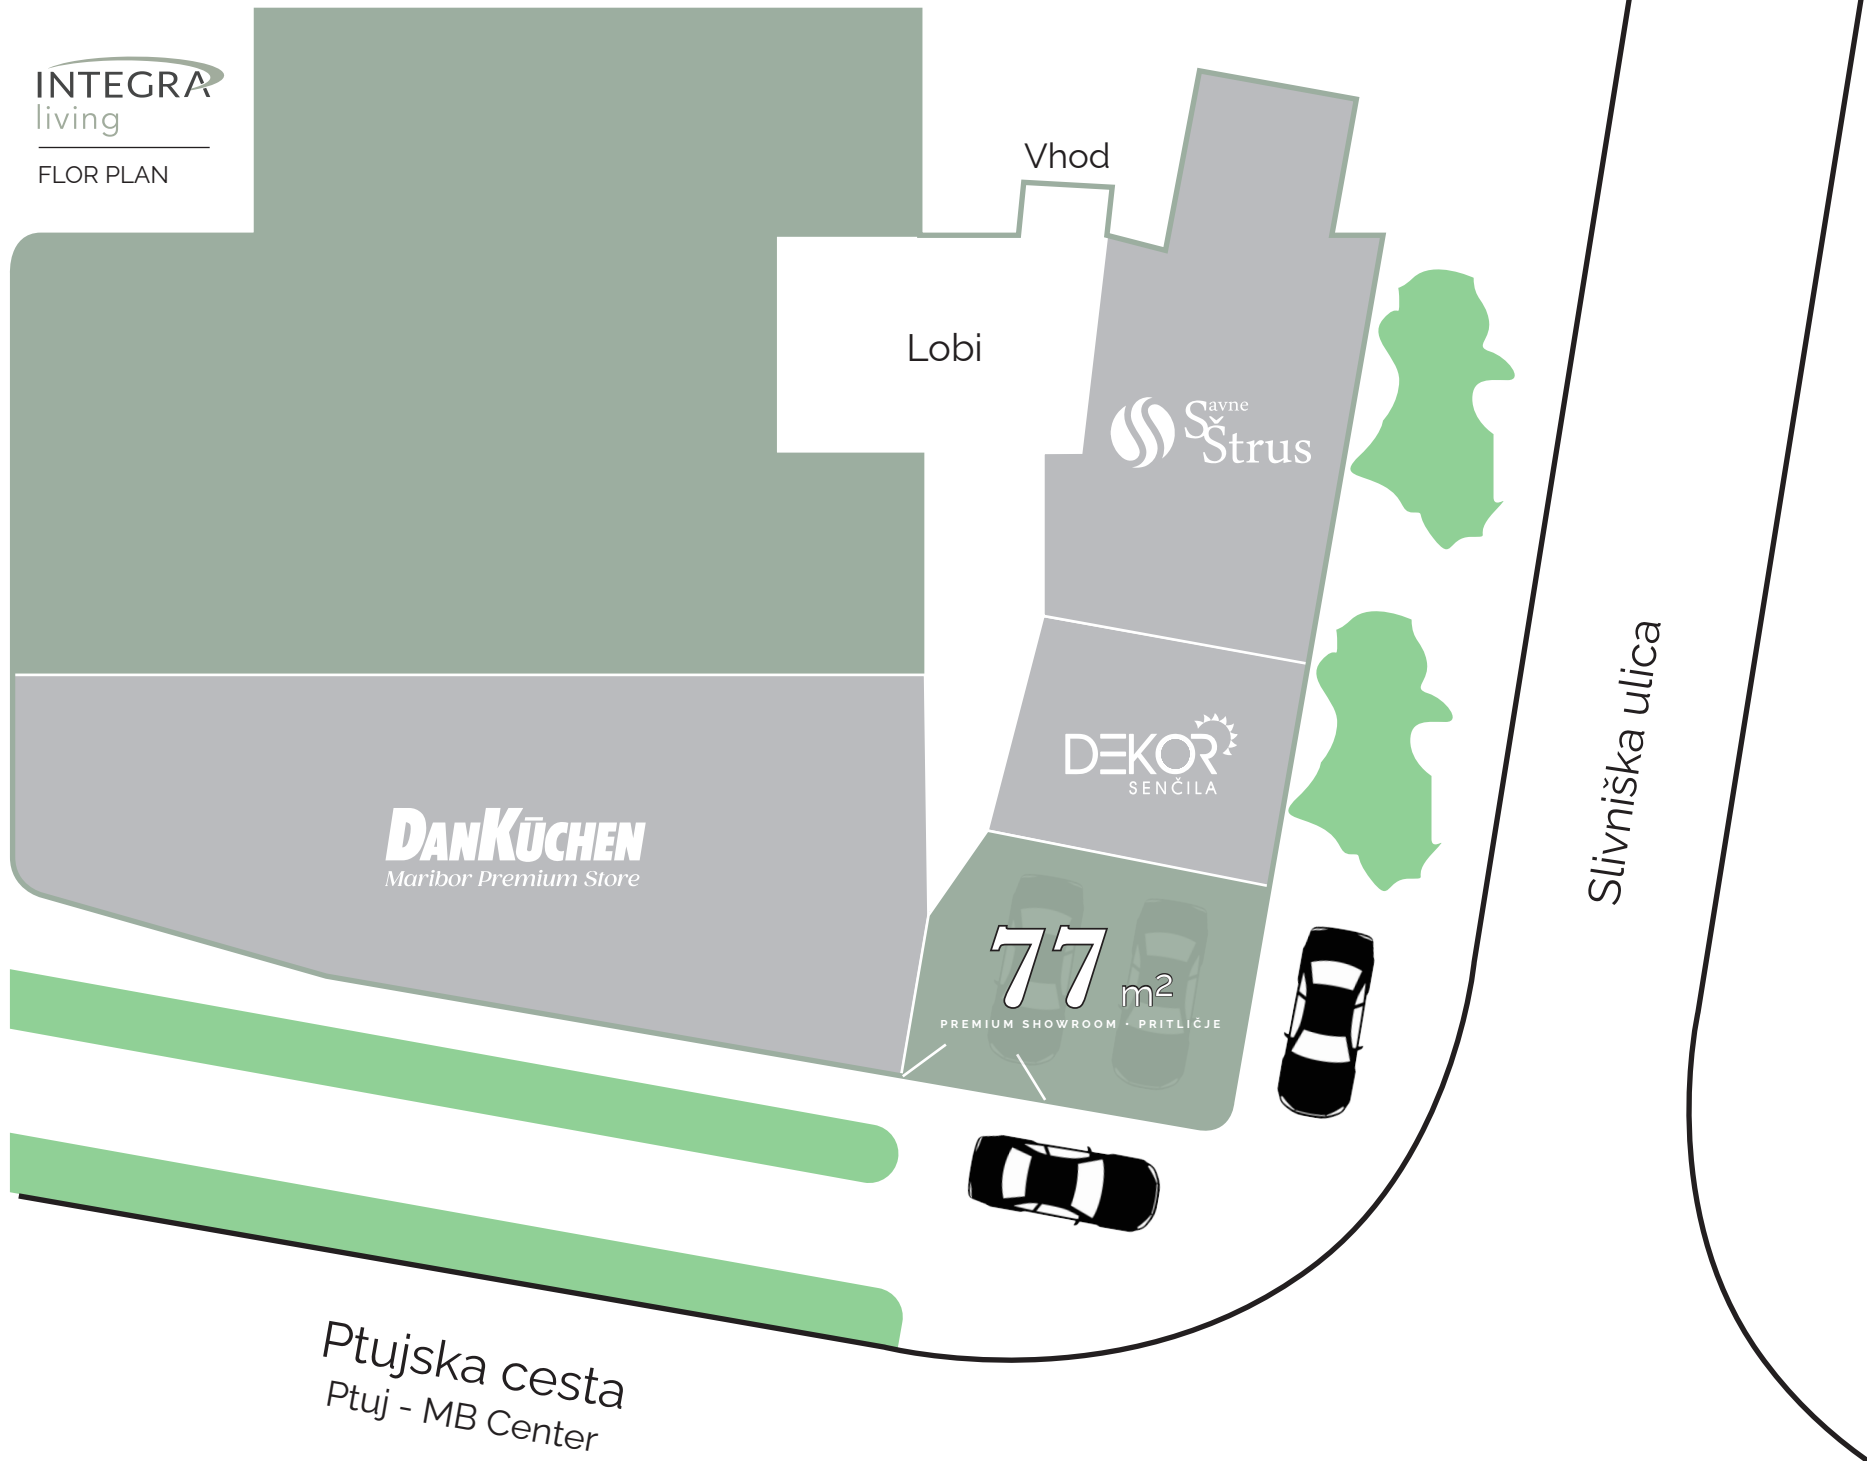 INTEGRA
living
FLOR PLAN
Vhod
Lobi
Savne
Štrus
DEKOR
SENČILA
DANKŪCHEN
Maribor Premium Store
77 m²
PREMIUM SHOWROOM · PRITLIČJE
Slivniška ulica
Ptujska cesta
Ptuj - MB Center